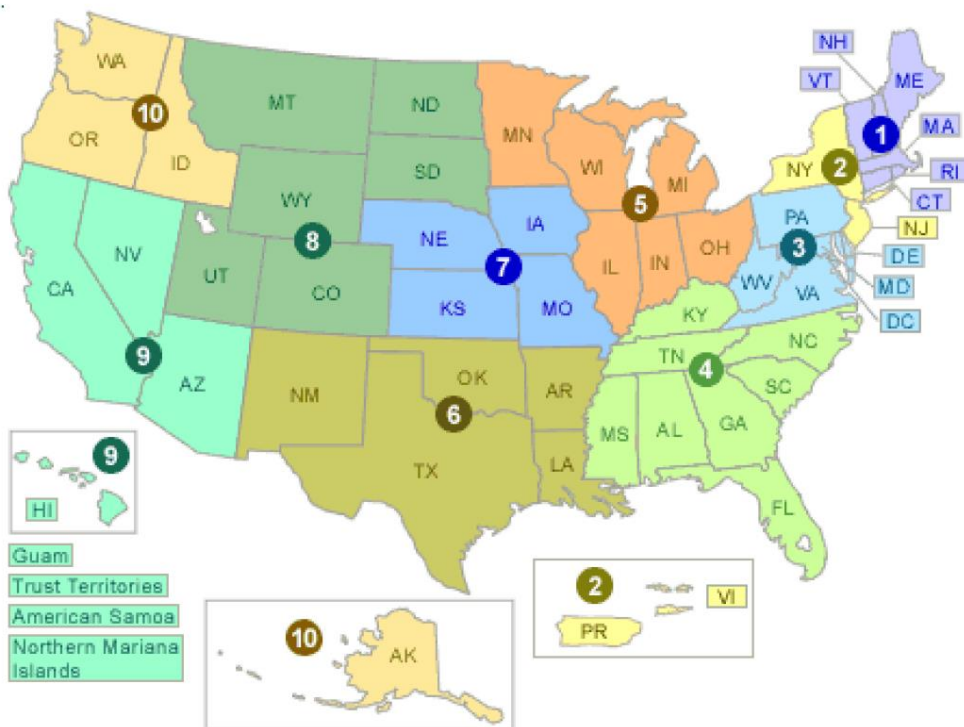 WA
MT
ND
MN
NH
VT
ME
10
OR
ID
1
MA
WI
NY
2
RI
SD
MI
CT
WY
5
PA
NJ
8
NE
IA
OH
3
DE
NV
IL
IN
UT
7
WV
MD
CA
CO
VA
KS
MO
KY
DC
9
TN
NC
AZ
OK
4
NM
AR
SC
6
MS
AL
GA
9
TX
LA
HI
FL
Guam
2
VI
Trust Territories
American Samoa
PR
10
Northern Mariana
AK
Islands